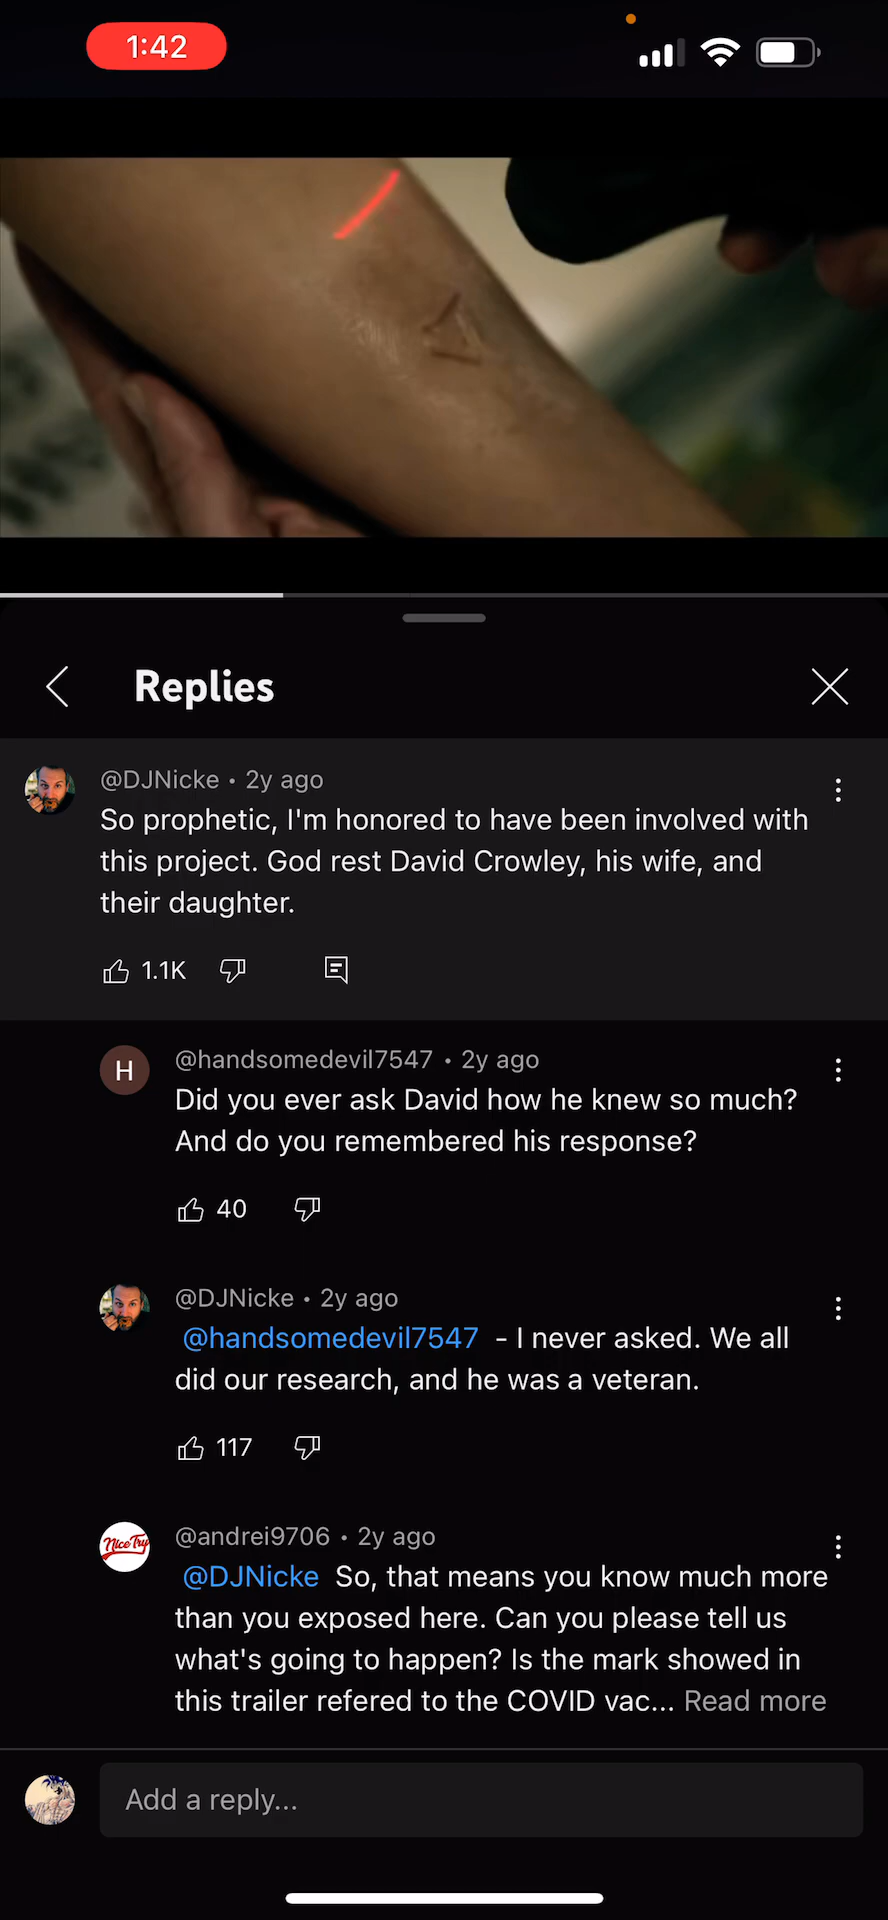 1:42
Replies
@DJNicke • 2y ago
So prophetic, I'm honored to have been involved with
this project. God rest David Crowley, his wife, and
their daughter.
1.1K
H
@handsomedevil7547 • 2y ago
Did you ever ask David how he knew so much?
And do you remembered his response?
40
@DJNicke • 2y ago
@handsomedevil7547 - I never asked. We all
did our research, and he was a veteran.
117
Nice Try
@andrei9706 • 2y ago
@DJNicke So, that means you know much more
than you exposed here. Can you please tell us
what's going to happen? Is the mark showed in
this trailer refered to the COVID vac... Read more
Add a reply...